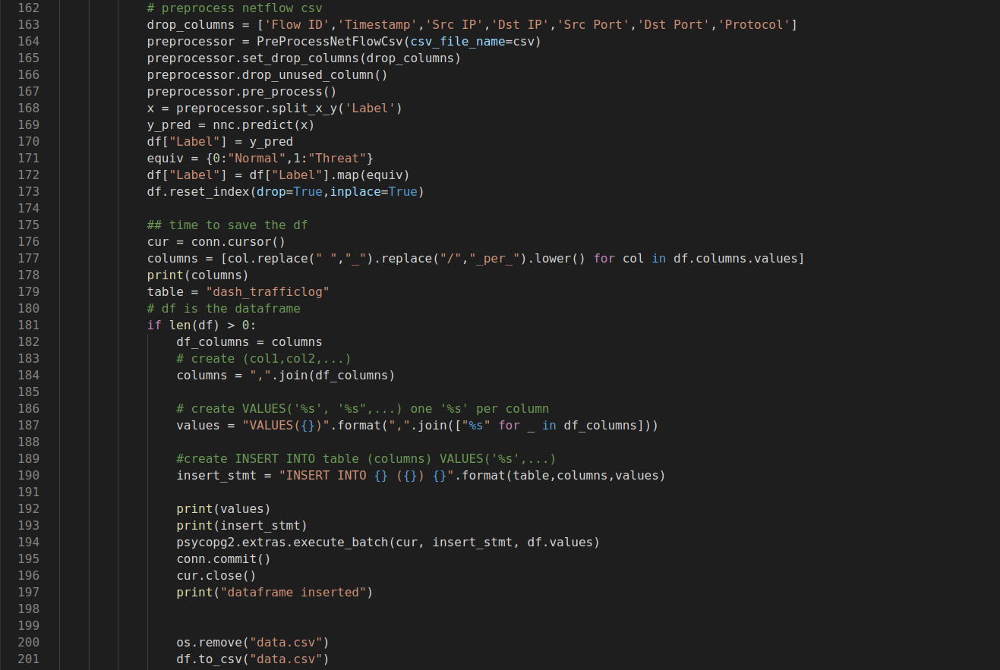 162 # preprocess netflow csv
163 drop_columns = ['Flow ID','Timestamp','Src IP','Dst IP','Src Port','Dst Port','Protocol']
164 preprocessor = PreProcessNetFlowCsv(csv_file_name=csv)
165 preprocessor.set_drop_columns(drop_columns)
166 preprocessor.drop_unused_column()
167 preprocessor.pre_process()
168 x = preprocessor.split_x_y('Label')
169 y_pred = nnc.predict(x)
170 df["Label"] = y_pred
171 equiv = {0:"Normal",1:"Threat"}
172 df["Label"] = df["Label"].map(equiv)
173 df.reset_index(drop=True,inplace=True)
174
175 ## time to save the df
176 cur = conn.cursor()
177 columns = [col.replace(" ","_").replace("/","_per_").lower() for col in df.columns.values]
178 print(columns)
179 table = "dash_trafficlog"
180 # df is the dataframe
181 if len(df) > 0:
182 df_columns = columns
183 # create (col1,col2,...)
184 columns = ",".join(df_columns)
185
186 # create VALUES('%s', '%s",...) one '%s' per column
187 values = "VALUES({})".format(",".join(["%s" for _ in df_columns]))
188
189 #create INSERT INTO table (columns) VALUES('%s',...)
190 insert_stmt = "INSERT INTO {} ({}) {}".format(table,columns,values)
191
192 print(values)
193 print(insert_stmt)
194 psycopg2.extras.execute_batch(cur, insert_stmt, df.values)
195 conn.commit()
196 cur.close()
197 print("dataframe inserted")
198
199
200 os.remove("data.csv")
201 df.to_csv("data.csv")